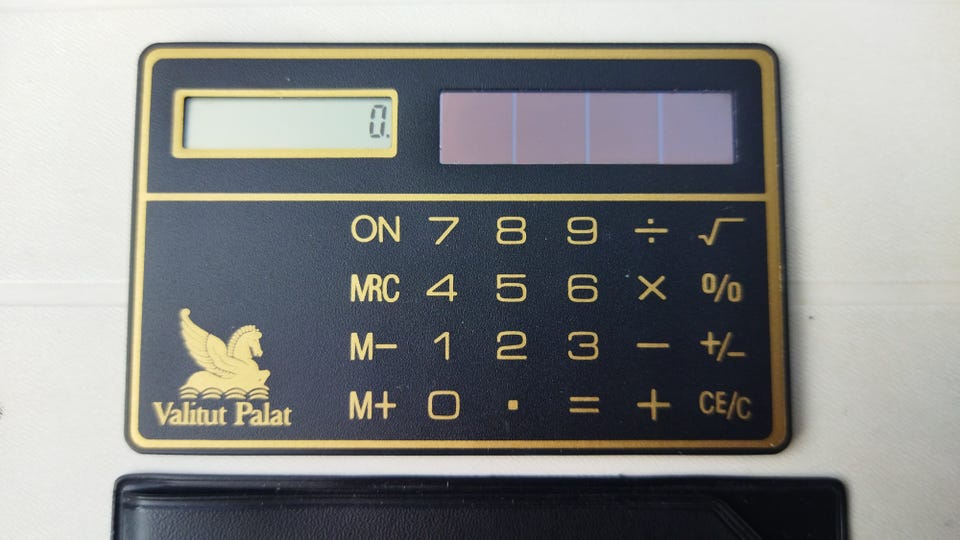 0.
ON 7 8 9 ÷ √
MRC 4 5 6 × %
M− 1 2 3 − +/−
M+ 0 . = + CE/C
Valitut Palat